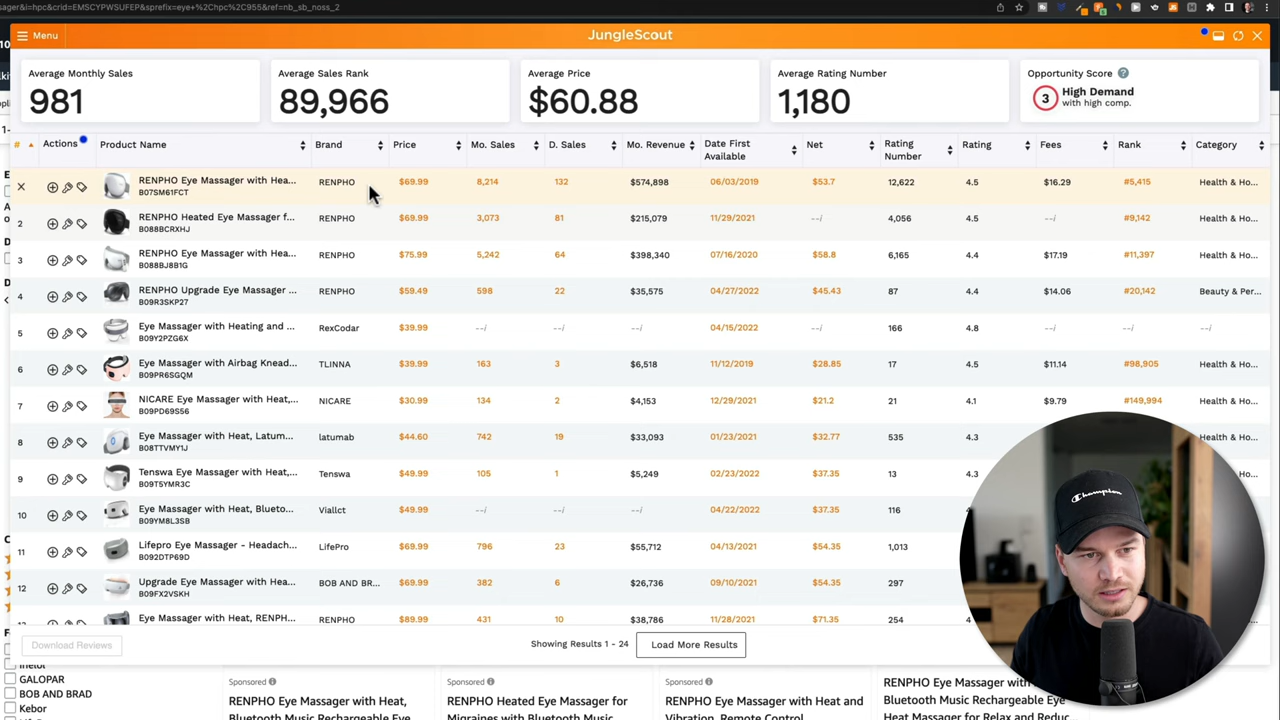 sager&i=hpc&crid=EMSCYPWSUFEP&sprefix=eye+%2Chpc%2C955&ref=nb_sb_noss_2
Menu
JungleScout
Average Monthly Sales
981
Average Sales Rank
89,966
Average Price
$60.88
Average Rating Number
1,180
Opportunity Score
3 High Demand
with high comp.
# Actions Product Name Brand Price Mo. Sales D. Sales Mo. Revenue Date First Available Net Rating Number Rating Fees Rank Category
RENPHO Eye Massager with Hea... RENPHO $69.99 8,214 132 $574,898 06/03/2019 $53.7 12,622 4.5 $16.29 #5,415 Health & Ho...
B07SM61FCT
2 RENPHO Heated Eye Massager f... RENPHO $69.99 3,073 81 $215,079 11/29/2021 --/ 4,056 4.5 --/ #9,142 Health & Ho...
B088BCRXHJ
3 RENPHO Eye Massager with Hea... RENPHO $75.99 5,242 64 $398,340 07/16/2020 $58.8 6,165 4.4 $17.19 #11,397 Health & Ho...
B088BJ8B1G
4 RENPHO Upgrade Eye Massager ... RENPHO $59.49 598 22 $35,575 04/27/2022 $45.43 87 4.4 $14.06 #20,142 Beauty & Per...
B09R3SKP27
5 Eye Massager with Heating and ... RexCodar $39.99 --/ --/ --/ 04/15/2022 --/ 166 4.8 --/ --/ --/
B09Y2PZG6X
6 Eye Massager with Airbag Knead... TLINNA $39.99 163 3 $6,518 11/12/2019 $28.85 17 4.5 $11.14 #98,905 Health & Ho...
B09PR6SGQM
7 NICARE Eye Massager with Heat,... NICARE $30.99 134 2 $4,153 12/29/2021 $21.2 21 4.1 $9.79 #149,994 Health & Ho...
B09PD69S56
8 Eye Massager with Heat, Latum... latumab $44.60 742 19 $33,093 01/23/2021 $32.77 535 4.3 Health & Ho...
B08TTVMY1J
9 Tenswa Eye Massager with Heat,... Tenswa $49.99 105 1 $5,249 02/23/2022 $37.35 13 4.3
B09T5YMR3C
10 Eye Massager with Heat, Blueto... Viallct $49.99 --/ --/ --/ 04/22/2022 $37.35 116
B09YM8L3SB
11 Lifepro Eye Massager - Headach... LifePro $69.99 796 23 $55,712 04/13/2021 $54.35 1,013
B092DTP69D
12 Upgrade Eye Massager with Hea... BOB AND BR... $69.99 382 6 $26,736 09/10/2021 $54.35 297
B09FX2VSKH
13 Eye Massager with Heat, RENPH... RENPHO $89.99 431 10 $38,786 11/28/2021 $71.35 254 4
Champion
Download Reviews
Showing Results 1 - 24
Load More Results
GALOPAR
BOB AND BRAD
Kebor
Sponsored
RENPHO Eye Massager with Heat,
Bluetooth Music Rechargeable Eye
Sponsored
RENPHO Heated Eye Massager for
Migraines with Bluetooth Music
Sponsored
RENPHO Eye Massager with Heat and
Vibration, Remote Control
RENPHO Eye Massager with
Bluetooth Music Rechargeable Eye
Heat Massager for Relax and Reduc